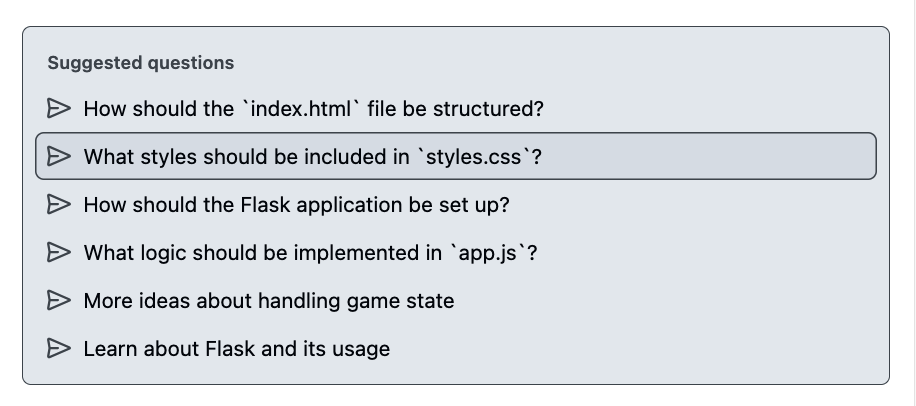 Suggested questions
How should the `index.html` file be structured?
What styles should be included in `styles.css`?
How should the Flask application be set up?
What logic should be implemented in `app.js`?
More ideas about handling game state
Learn about Flask and its usage